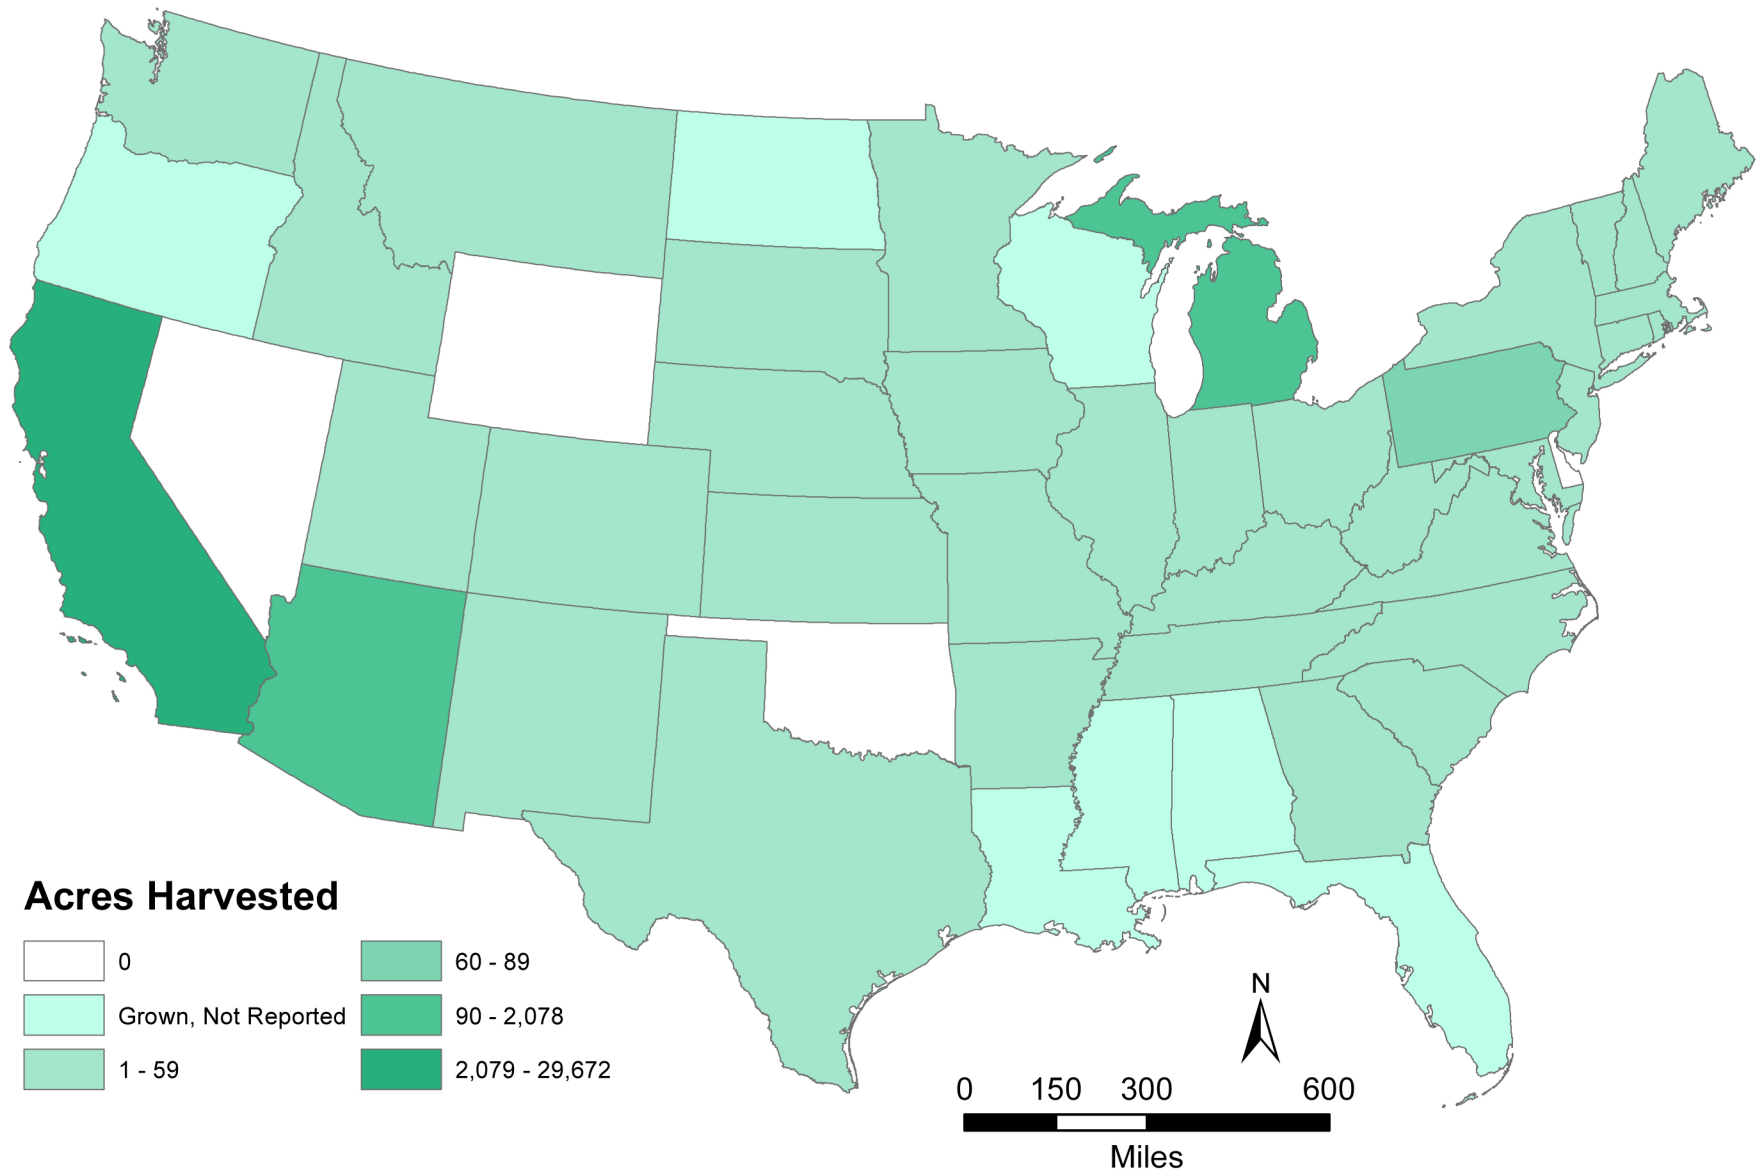 Acres Harvested
0
Grown, Not Reported
1 - 59
60 - 89
90 - 2,078
2,079 - 29,672
N
0 150 300 600
Miles